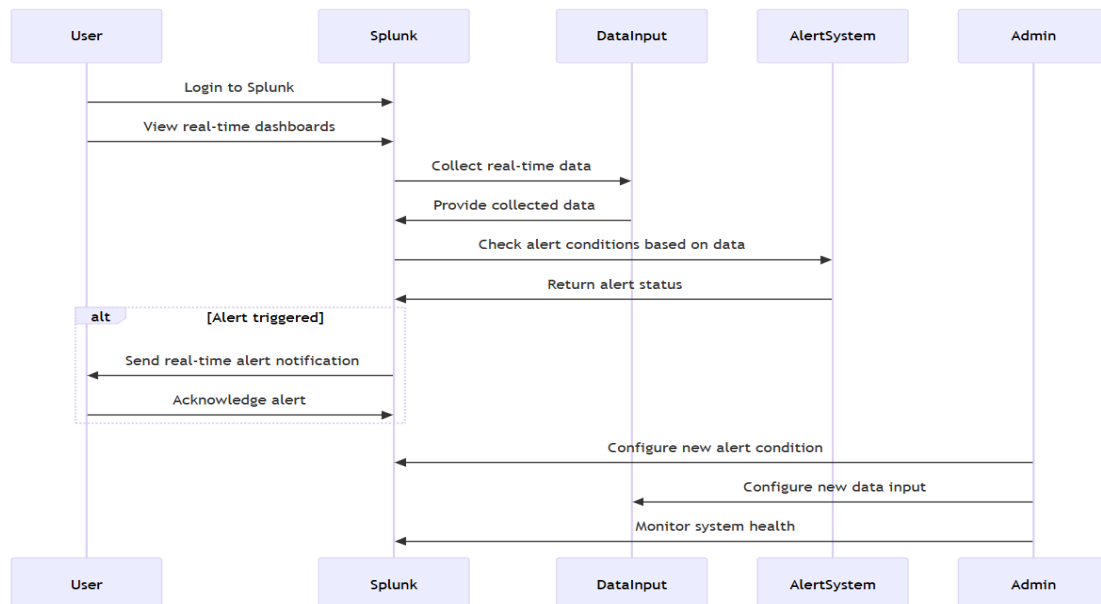 User Splunk DataInput AlertSystem Admin
Login to Splunk
View real-time dashboards
Collect real-time data
Provide collected data
Check alert conditions based on data
Return alert status
alt [Alert triggered]
Send real-time alert notification
Acknowledge alert
Configure new alert condition
Configure new data input
Monitor system health
User Splunk DataInput AlertSystem Admin